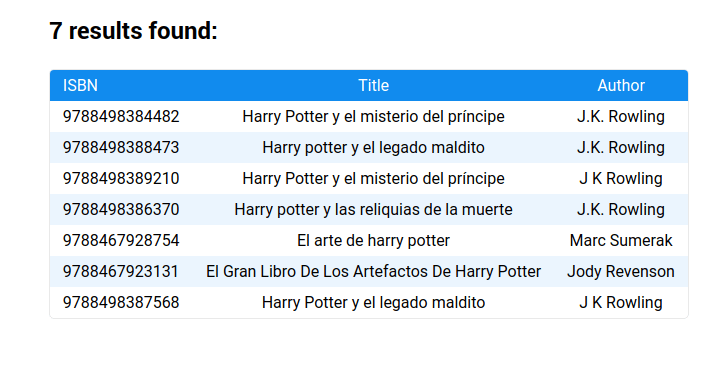 7 results found:
ISBN Title Author
9788498384482 Harry Potter y el misterio del príncipe J.K. Rowling
9788498388473 Harry potter y el legado maldito J.K. Rowling
9788498389210 Harry Potter y el misterio del príncipe J K Rowling
9788498386370 Harry potter y las reliquias de la muerte J.K. Rowling
9788467928754 El arte de harry potter Marc Sumerak
9788467923131 El Gran Libro De Los Artefactos De Harry Potter Jody Revenson
9788498387568 Harry Potter y el legado maldito J K Rowling